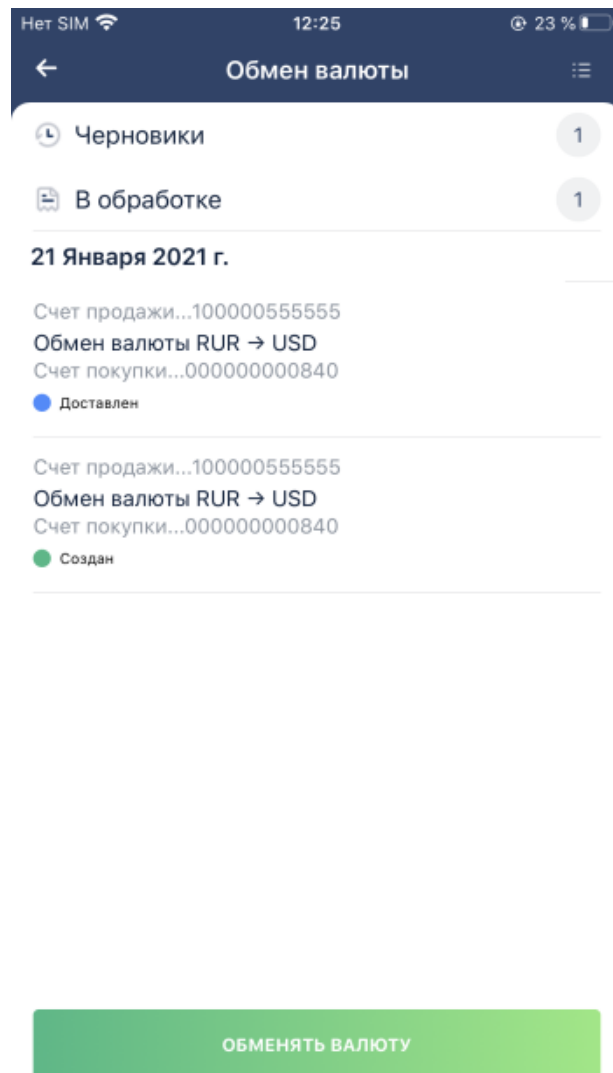 Нет SIM 12:25 23 %
Обмен валюты
Черновики 1
В обработке 1
21 Января 2021 г.
Счет продажи...100000555555
Обмен валюты RUR → USD
Счет покупки...000000000840
Доставлен
Счет продажи...100000555555
Обмен валюты RUR → USD
Счет покупки...000000000840
Создан
ОБМЕНЯТЬ ВАЛЮТУ